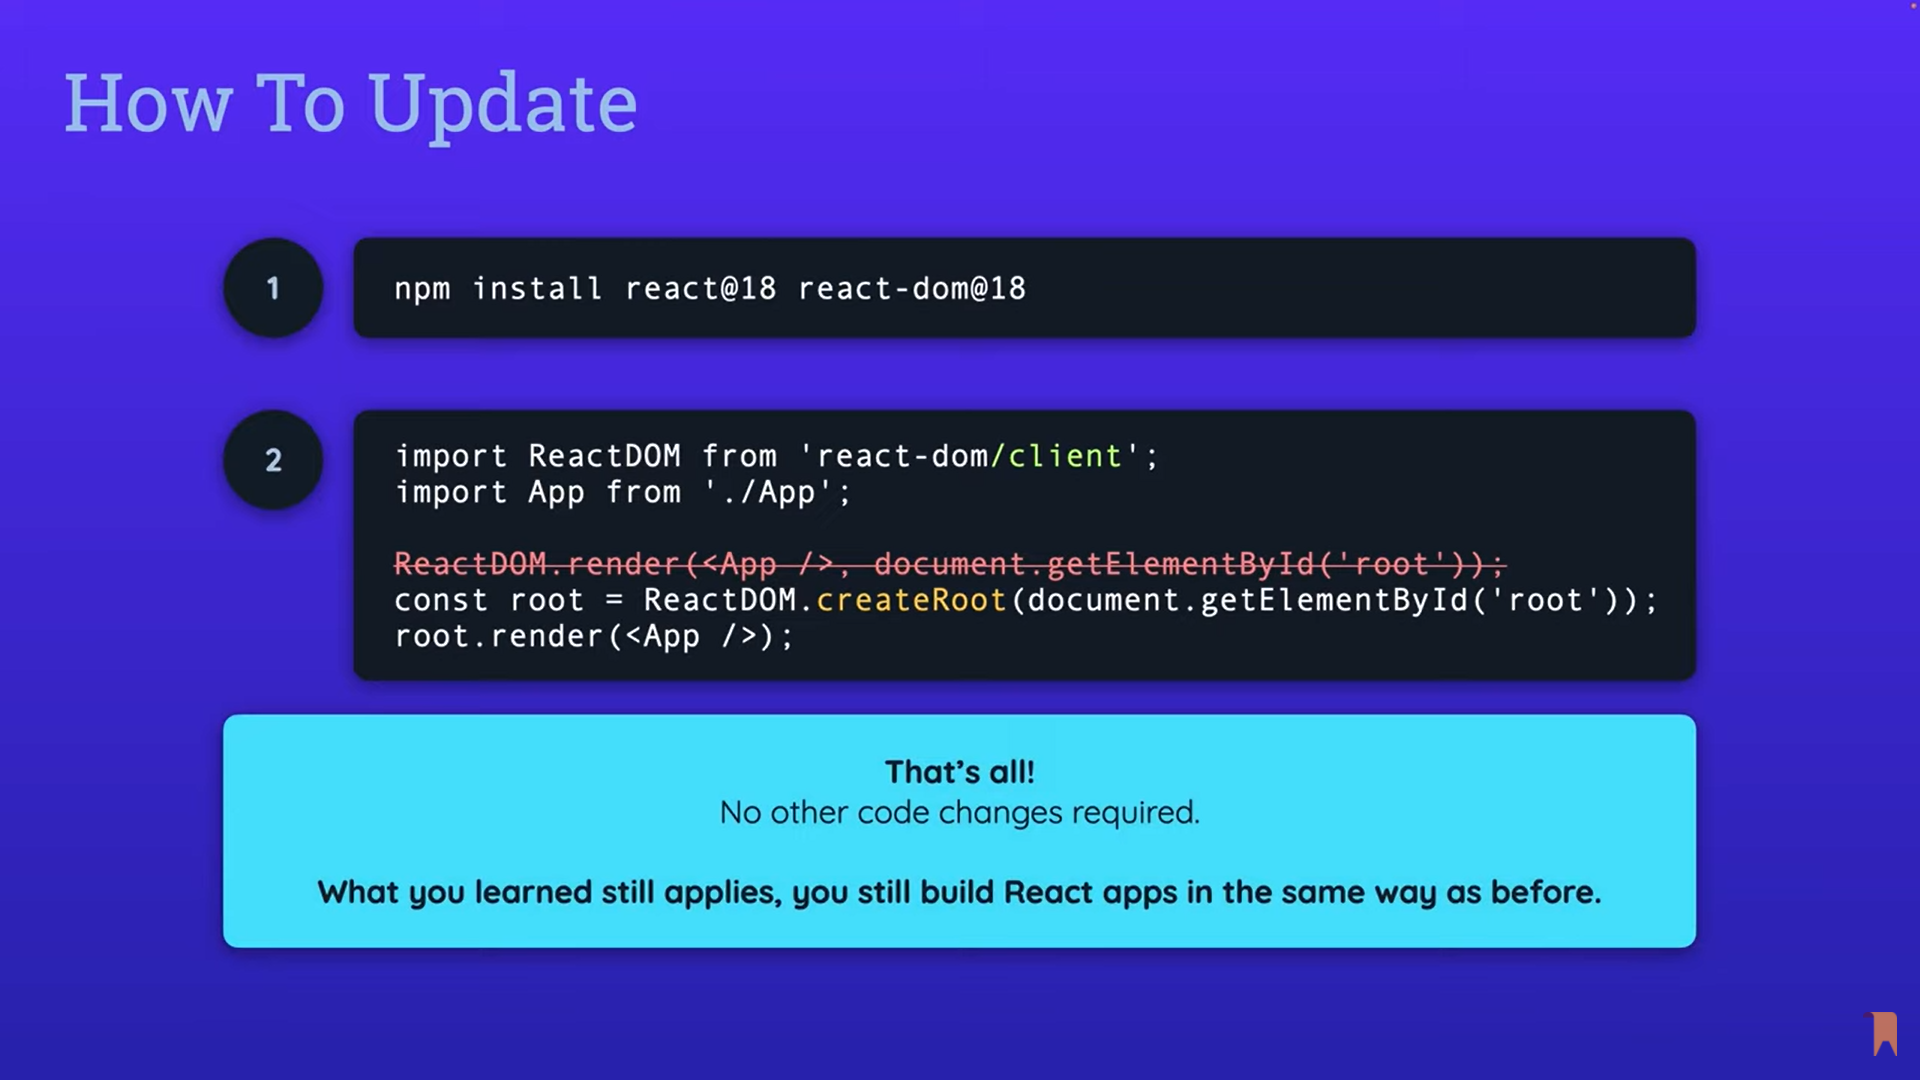 How To Update
1
npm install react@18 react-dom@18
2
import ReactDOM from 'react-dom/client';
import App from './App';
ReactDOM.render(<App />, document.getElementById('root'));
const root = ReactDOM.createRoot(document.getElementById('root'));
root.render(<App />);
That’s all!
No other code changes required.
What you learned still applies, you still build React apps in the same way as before.